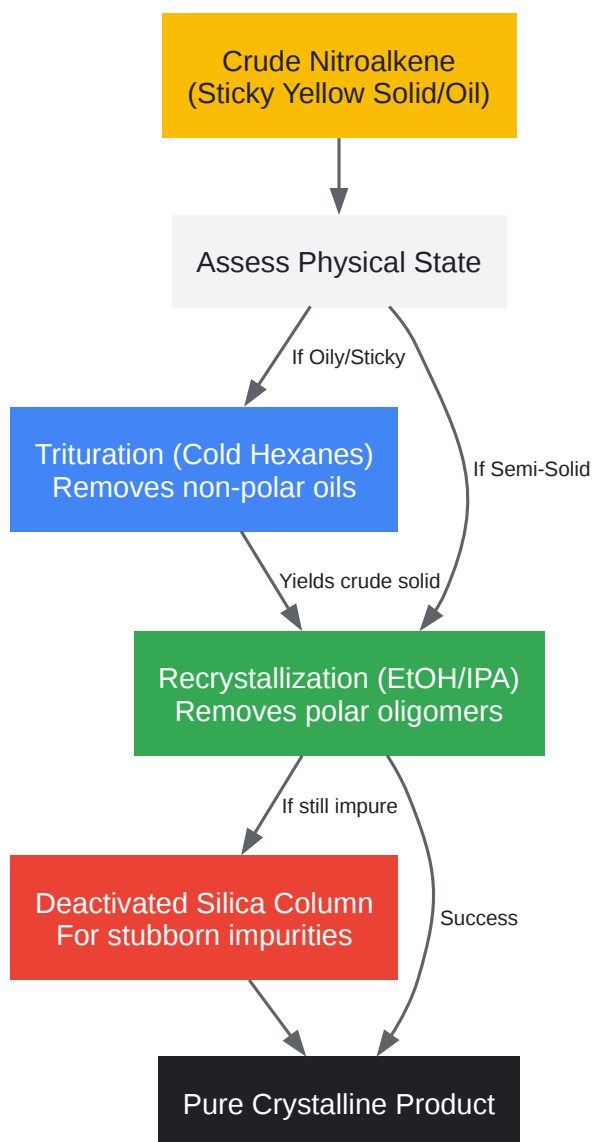 Crude Nitroalkene
(Sticky Yellow Solid/Oil)
Assess Physical State
If Oily/Sticky
If Semi-Solid
Trituration (Cold Hexanes)
Removes non-polar oils
Yields crude solid
Recrystallization (EtOH/IPA)
Removes polar oligomers
If still impure
Success
Deactivated Silica Column
For stubborn impurities
Pure Crystalline Product